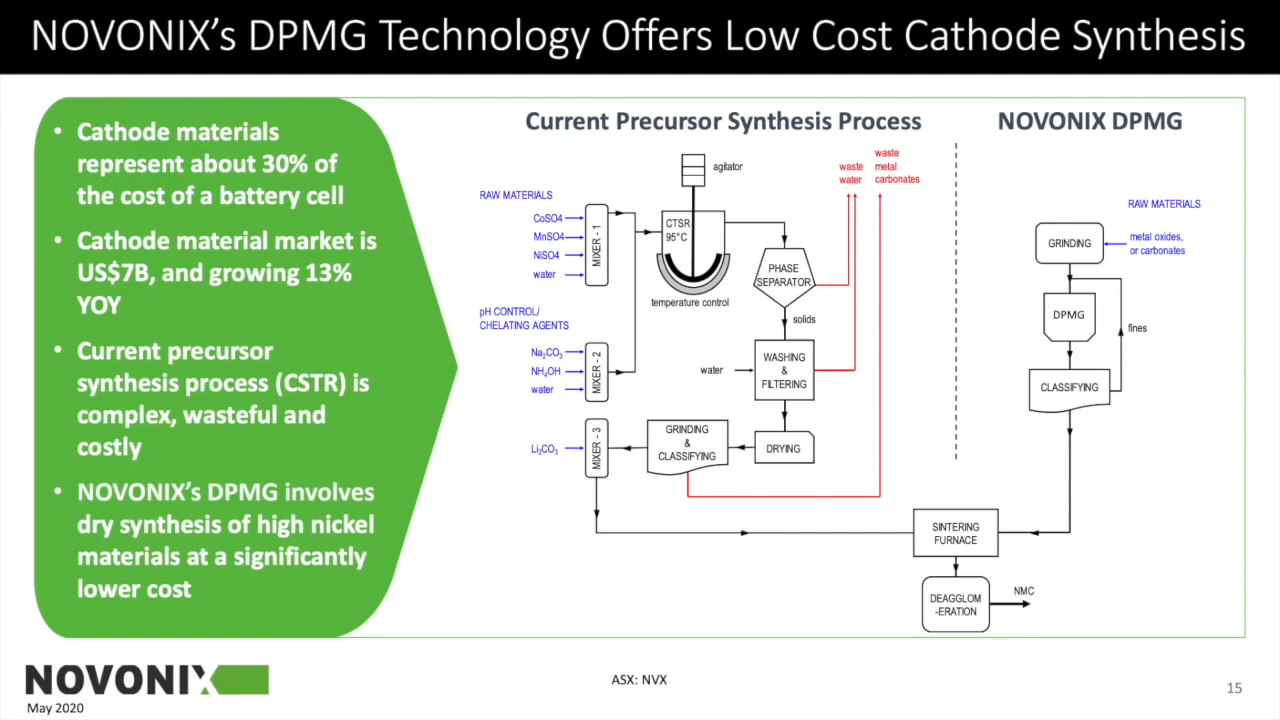 NOVONIX's DPMG Technology Offers Low Cost Cathode Synthesis
• Cathode materials
represent about 30% of
the cost of a battery cell
• Cathode material market is
US$7B, and growing 13%
YOY
• Current precursor
synthesis process (CSTR) is
complex, wasteful and
costly
• NOVONIX's DPMG involves
dry synthesis of high nickel
materials at a significantly
lower cost
Current Precursor Synthesis Process
agitator
waste
water
waste
metal
carbonates
RAW MATERIALS
CoSO4
MnSO4
NiSO4
water
MIXER - 1
CTSR
95°C
temperature control
PHASE
SEPARATOR
solids
pH CONTROL/
CHELATING AGENTS
Na₂CO₃
NH₄OH
water
MIXER - 2
water
WASHING
&
FILTERING
Li₂CO₃
MIXER - 3
GRINDING
&
CLASSIFYING
DRYING
NOVONIX DPMG
RAW MATERIALS
GRINDING
metal oxides,
or carbonates
DPMG
fines
CLASSIFYING
SINTERING
FURNACE
DEAGGLOM
-ERATION
NMC
NOVONIX
May 2020
ASX: NVX
15